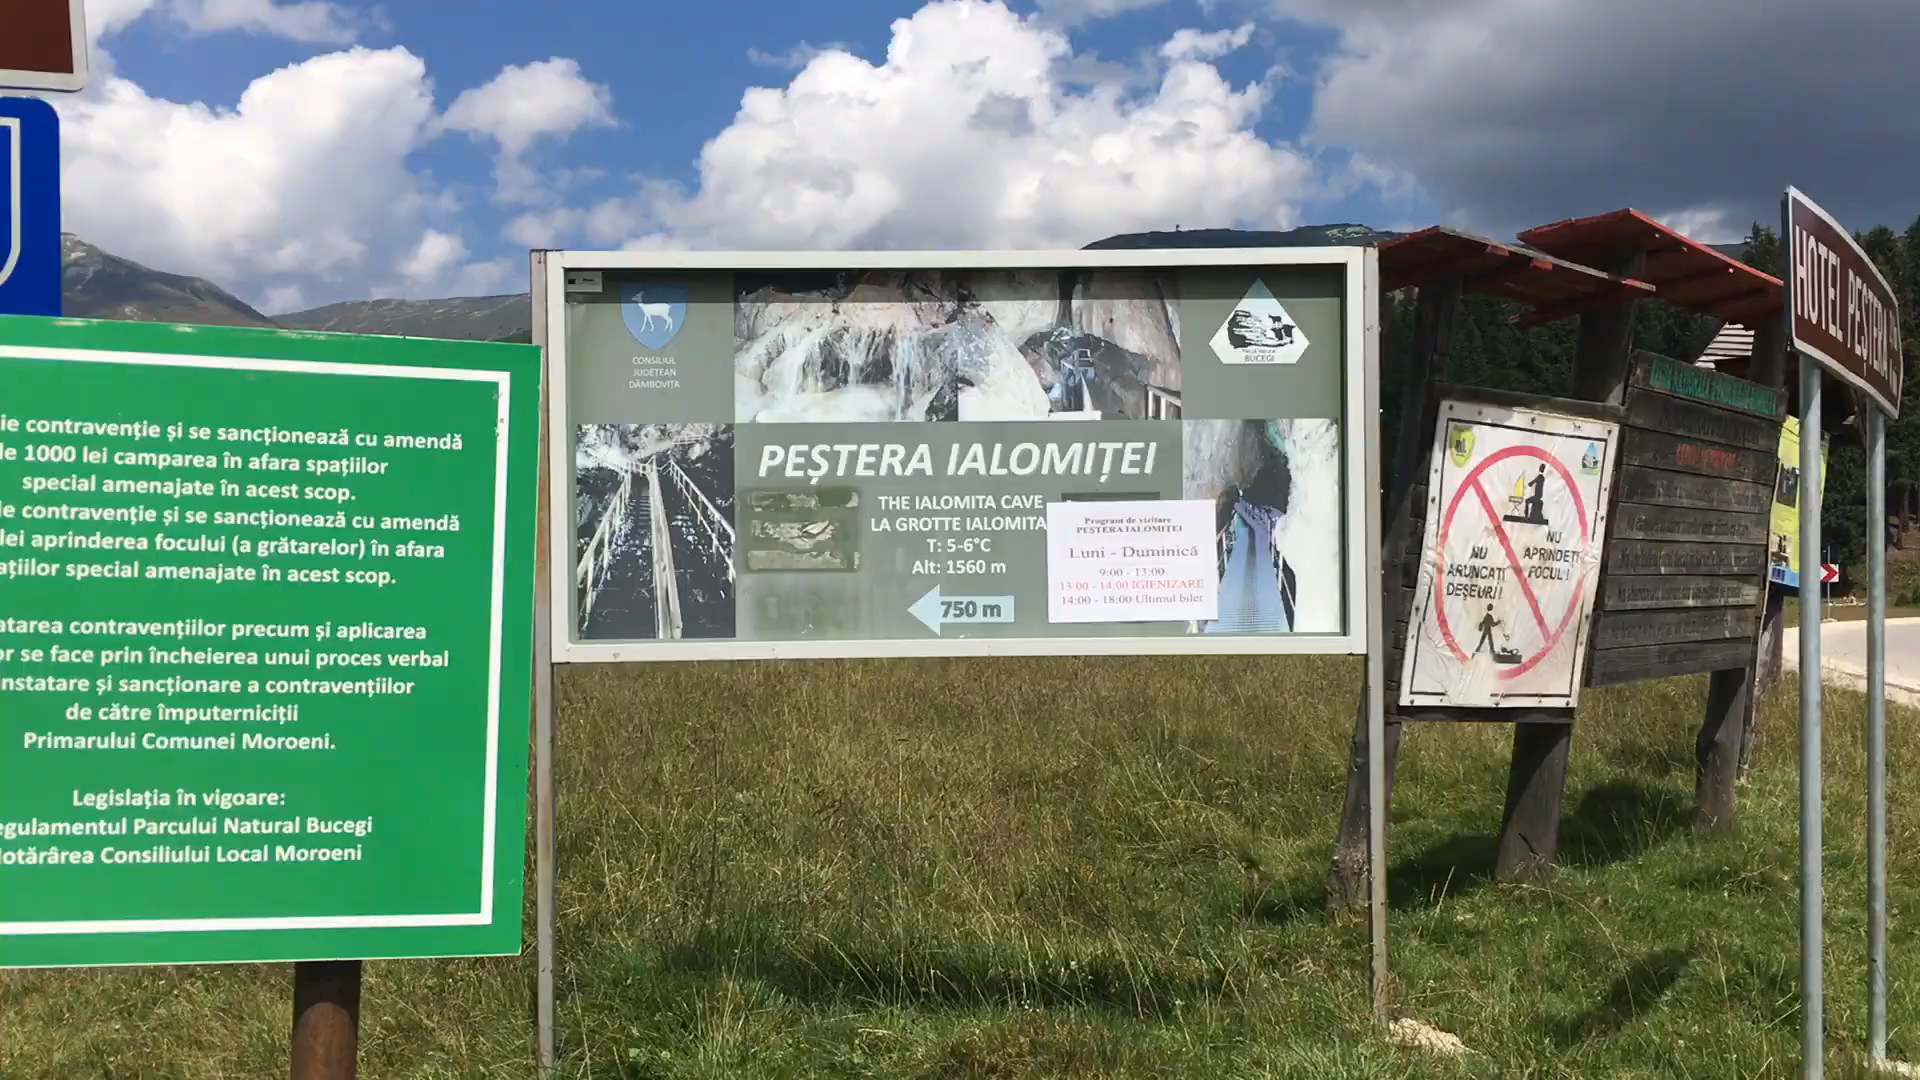 ie contravenție și se sancționează cu amendă
de 1000 lei camparea în afara spațiilor
special amenajate în acest scop.
de contravenție și se sancționează cu amendă
lei aprinderea focului (a grătarelor) în afara
ațiilor special amenajate în acest scop.
atarea contravențiilor precum și aplicarea
or se face prin încheierea unui proces verbal
nstatare și sancționare a contravențiilor
de către împuterniciții
Primarului Comunei Moroeni.
Legislația în vigoare:
egulamentul Parcului Natural Bucegi
Hotărârea Consiliului Local Moroeni
CONSILIUL
JUDEȚEAN
DÂMBOVIȚA
BUCEGI
PEȘTERA IALOMIȚEI
THE IALOMITA CAVE
LA GROTTE IALOMITA
T: 5-6°C
Alt: 1560 m
750 m
Program de vizitare
PEȘTERA IALOMIȚEI
Luni - Duminică
9:00 - 13:00
13:00 - 14:00 IGIENIZARE
14:00 - 18:00 Ultimul bilet
NU
ARUNCAȚI
DEȘEURI!
NU
APRINDEȚI
FOCUL!
HOTEL PEȘTERA